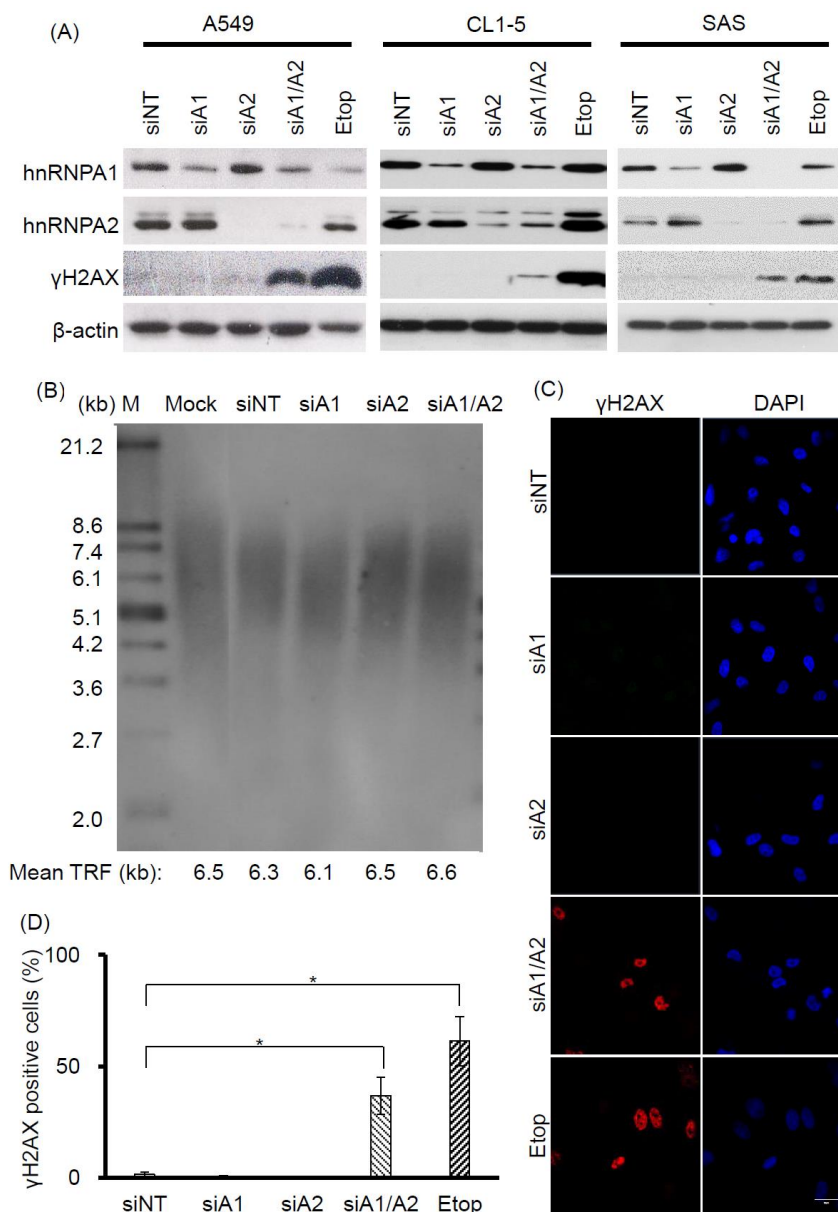 (A)
A549 CL1-5 SAS
siNT siA1 siA2 siA1/A2 Etop siNT siA1 siA2 siA1/A2 Etop siNT siA1 siA2 siA1/A2 Etop
hnRNPA1
hnRNPA2
γH2AX
β-actin
(B)
(kb) M Mock siNT siA1 siA2 siA1/A2
21.2
8.6
7.4
6.1
5.1
4.2
3.6
2.7
2.0
Mean TRF (kb): 6.5 6.3 6.1 6.5 6.6
(C)
γH2AX DAPI
siNT
siA1
siA2
siA1/A2
Etop
(D)
γH2AX positive cells (%)
100
50
0
* 
*
siNT siA1 siA2 siA1/A2 Etop